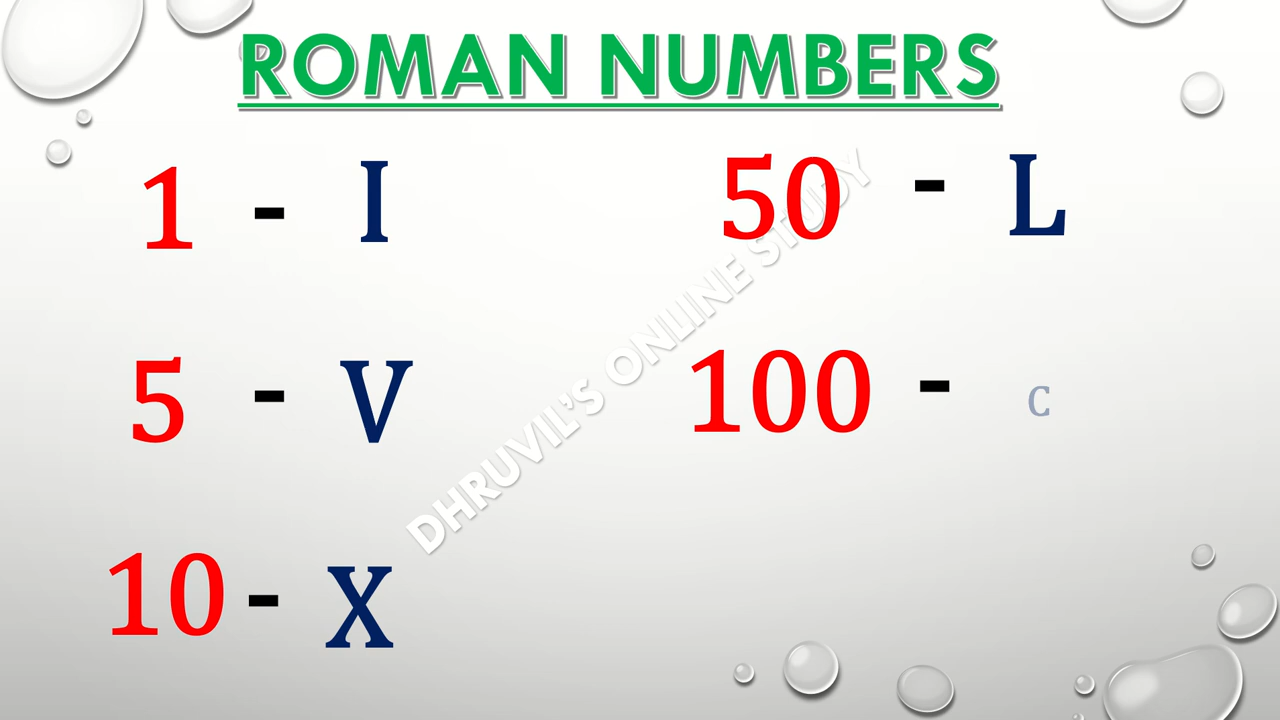 ROMAN NUMBERS
1 - I
5 - V
10 - X
50 - L
100 - C
DHRUVIL'S ONLINE STUDY